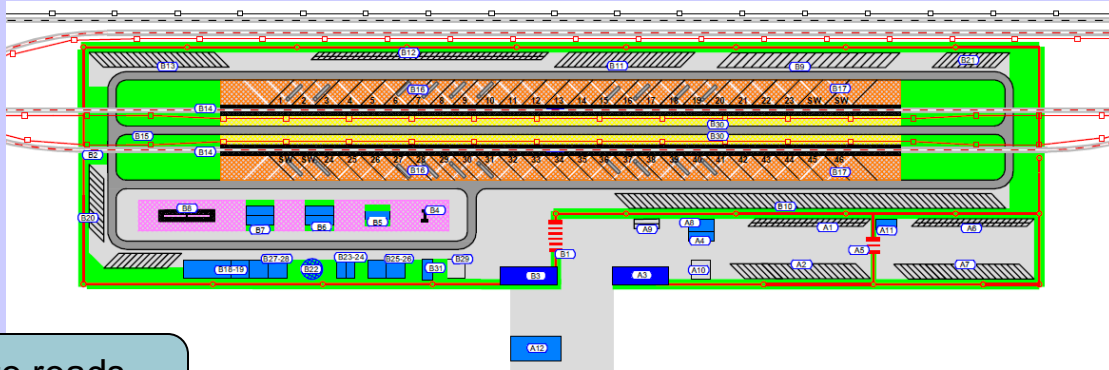 B13 B12 B11 B9 B21
B16 B17
1 2 3 4 5 6 7 8 9 10 11 12 13 14 15 16 17 18 19 20 21 22 23 SW SW
B14
B30
B15 B30
B2 B14
SW SW 24 25 26 27 28 29 30 31 32 33 34 35 36 37 38 39 40 41 42 43 44 45 46
B16 B17
B20 B8 B7 B6 B5 B4 B10
A9 A8 A4 A1 A11 A6
B1 A5
B18-19 B27-28 B22 B23-24 B25-26 B31 B29 B3 A3 A10 A2 A7
A12
roads